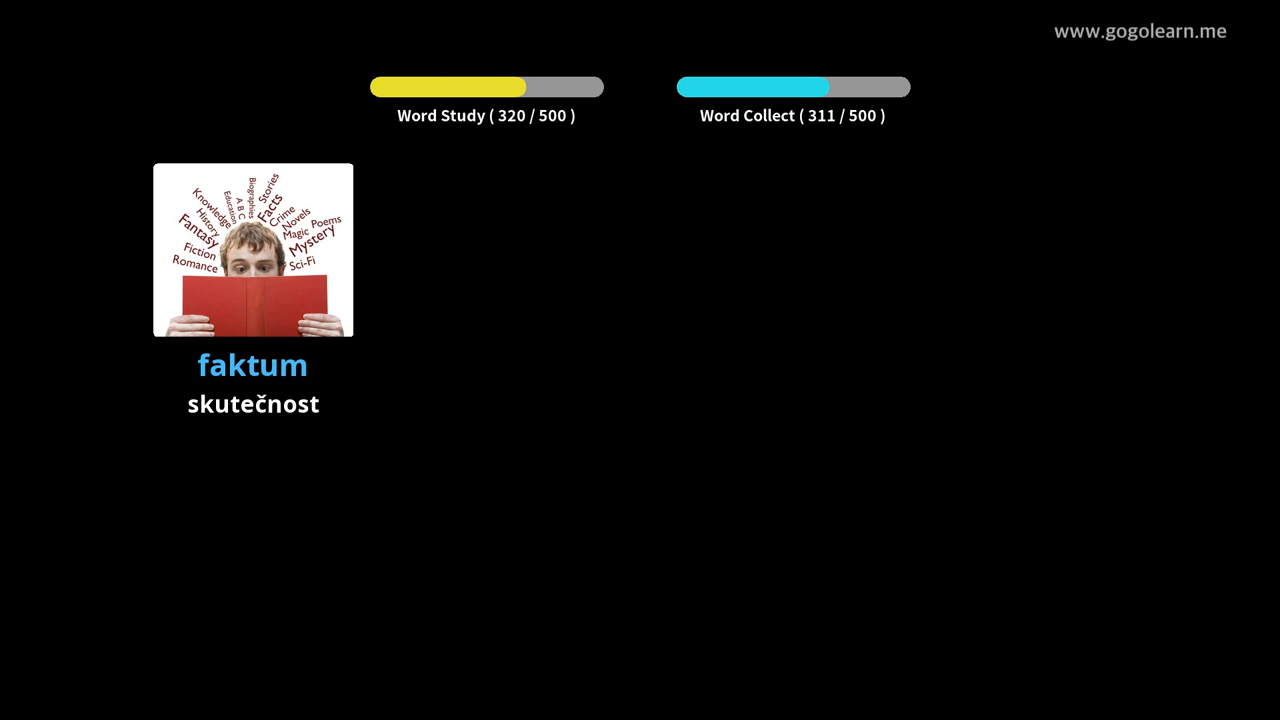 www.gogolearn.me
Word Study ( 320 / 500 )
Word Collect ( 311 / 500 )
Stories
Biographies
Facts
A B C
Education
Knowledge
Crime
History
Novels
Poems
Fantasy
Magic
Mystery
Fiction
Romance
Sci-Fi
faktum
skutečnost